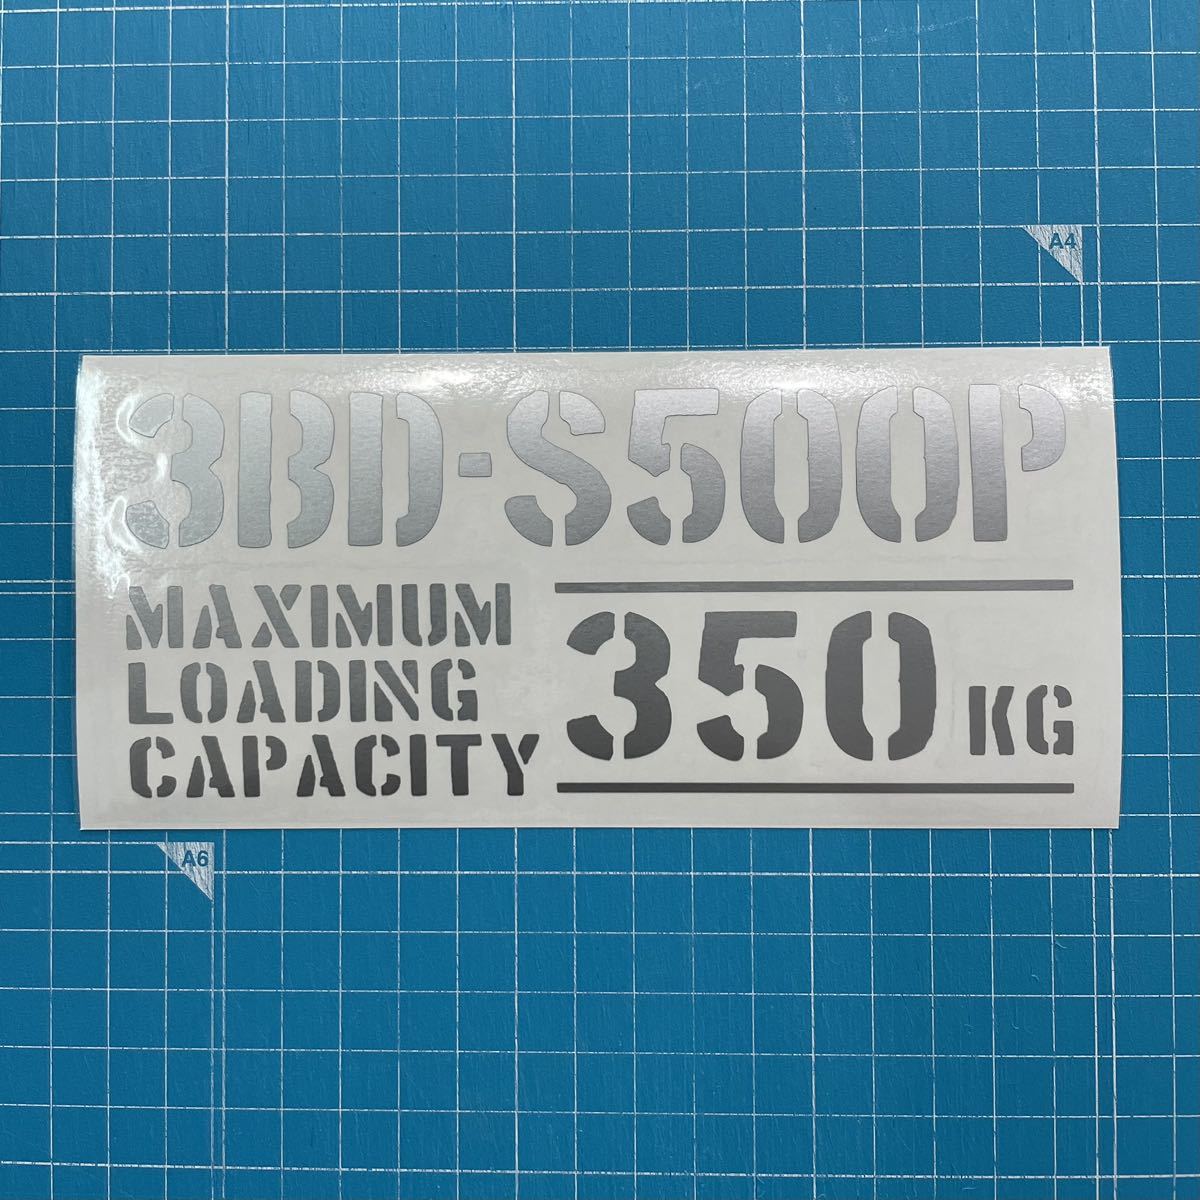 A4
3BD-S500P
MAXIMUM
LOADING
CAPACITY
350 KG
A6